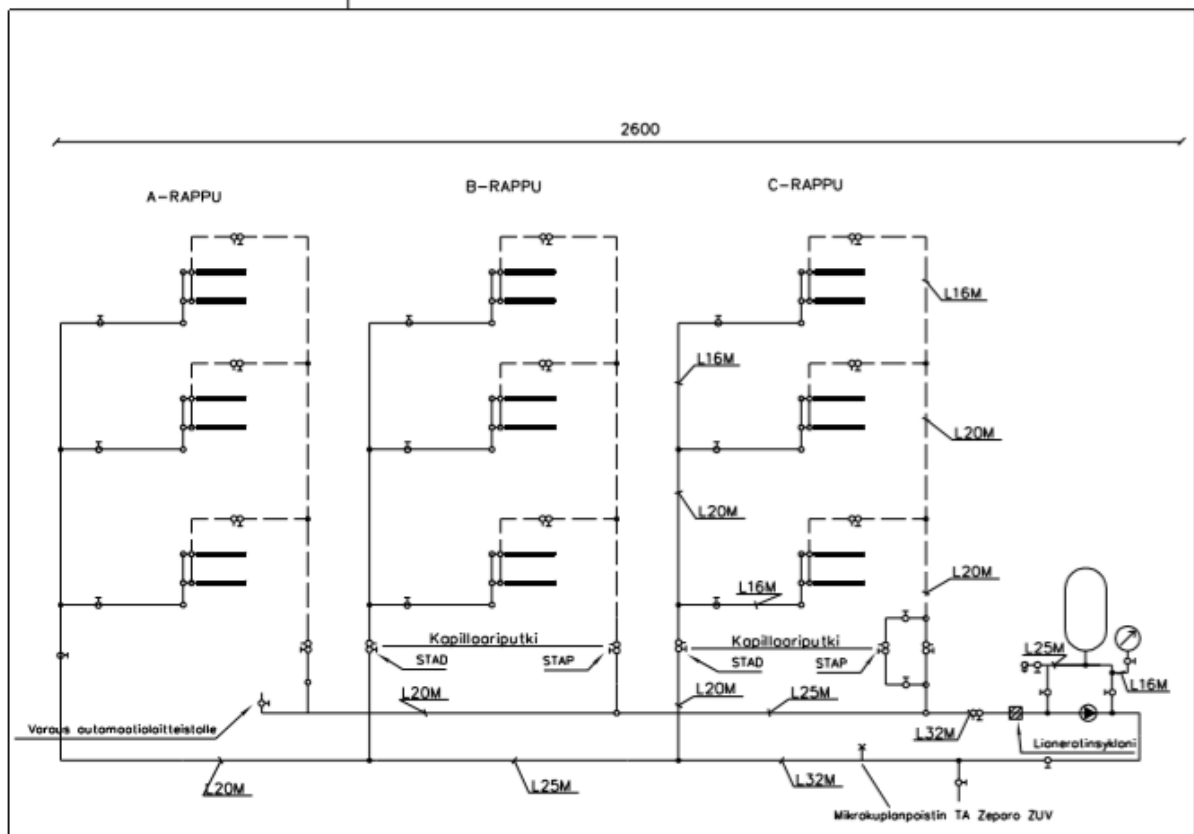 2600
A-RAPPU
B-RAPPU
C-RAPPU
L16M
L16M
L20M
L20M
L16M
L20M
Kapillaariputki
Kapillaariputki
STAD
STAP
STAD
STAP
L25M
L16M
L20M
L20M
L25M
Varaus automaatiolaitteistolle
L32M
Lianerotinsykloni
L20M
L25M
L32M
Mikrokuplanpoistin TA Zeparo ZUV